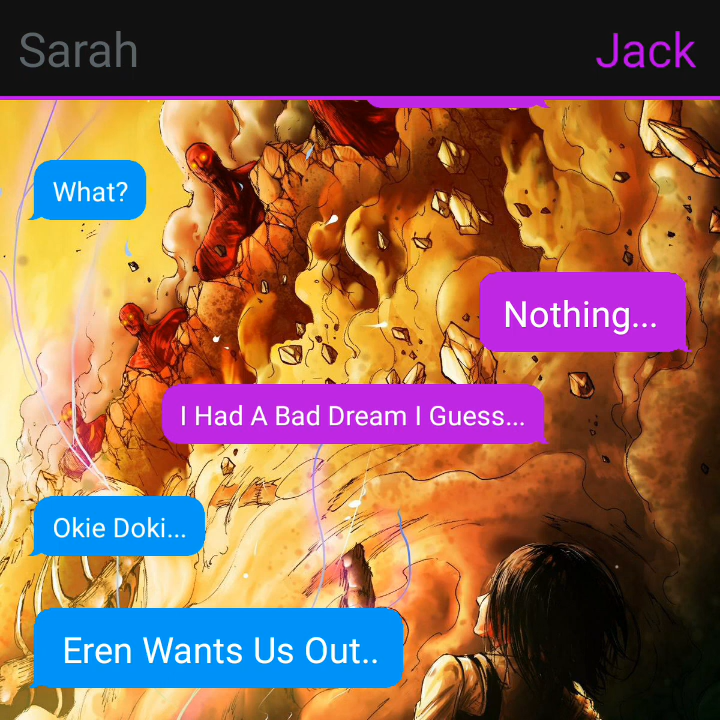 Sarah
Jack
What?
Nothing...
I Had A Bad Dream I Guess...
Okie Doki...
Eren Wants Us Out..